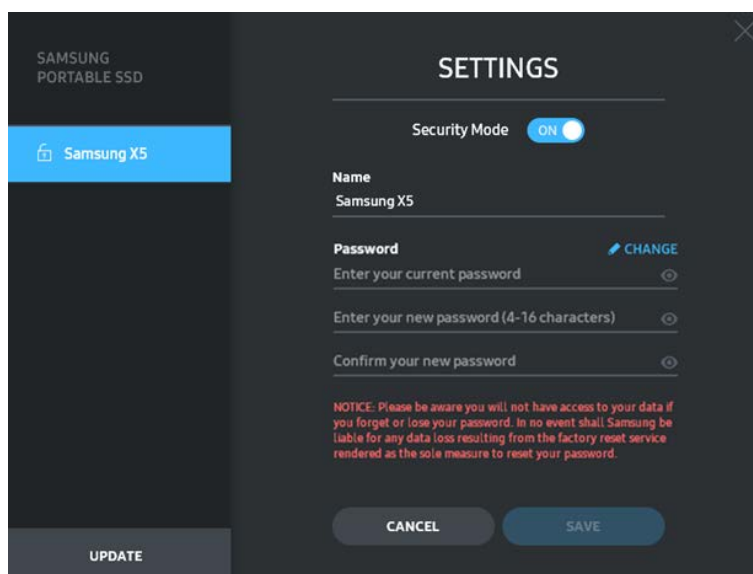 SAMSUNG
PORTABLE SSD
Samsung X5
UPDATE
SETTINGS
Security Mode ON
Name
Samsung X5
Password CHANGE
Enter your current password
Enter your new password (4-16 characters)
Confirm your new password
NOTICE: Please be aware you will not have access to your data if
you forget or lose your password. In no event shall Samsung be
liable for any data loss resulting from the factory reset service
rendered as the sole measure to reset your password.
CANCEL SAVE